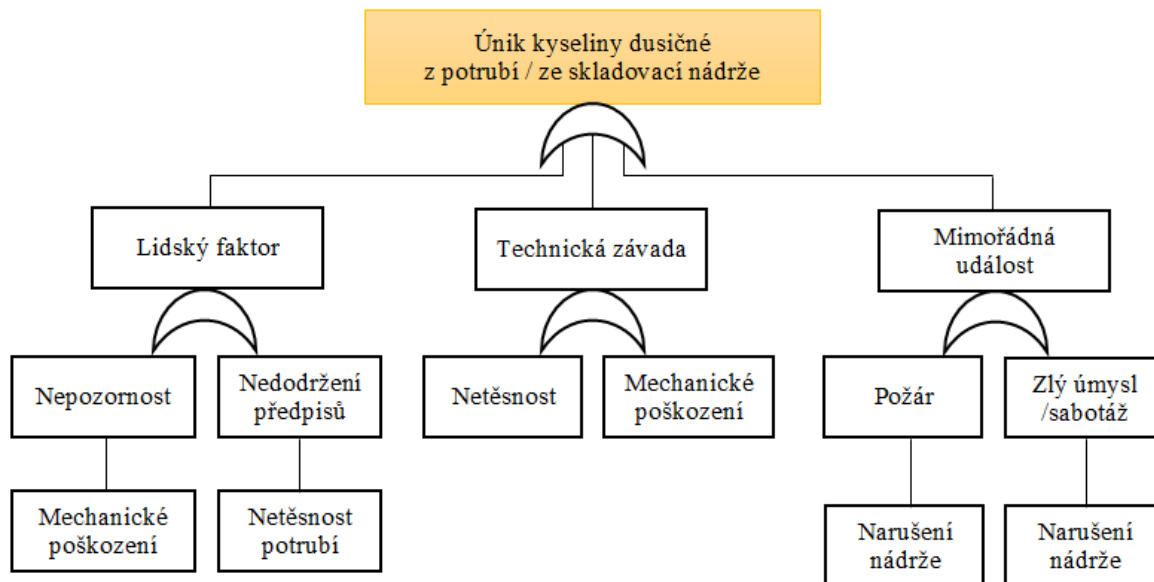 Únik kyseliny dusičné
z potrubí / ze skladovací nádrže
Lidský faktor
Technická závada
Mimořádná
událost
Nepozornost
Nedodržení
předpisů
Netěsnost
Mechanické
poškození
Požár
Zlý úmysl
/sabotáž
Mechanické
poškození
Netěsnost
potrubí
Narušení
nádrže
Narušení
nádrže